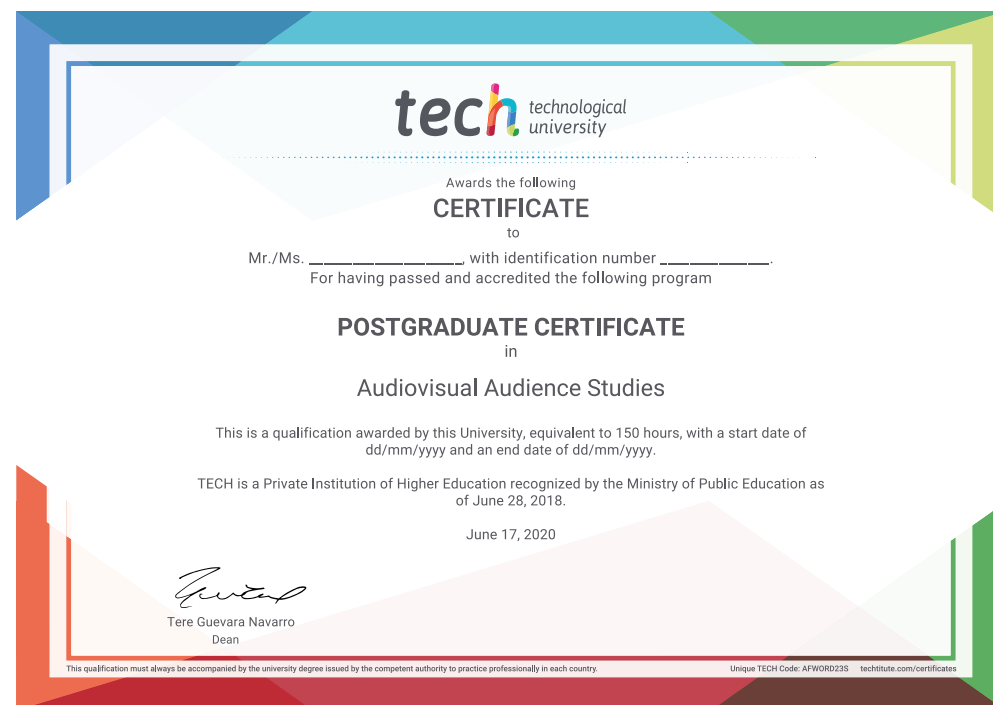 tech technological
university
Awards the following
CERTIFICATE
to
Mr./Ms. ____________________, with identification number ______________.
For having passed and accredited the following program
POSTGRADUATE CERTIFICATE
in
Audiovisual Audience Studies
This is a qualification awarded by this University, equivalent to 150 hours, with a start date of
dd/mm/yyyy and an end date of dd/mm/yyyy.
TECH is a Private Institution of Higher Education recognized by the Ministry of Public Education as
of June 28, 2018.
June 17, 2020
Tere Guevara Navarro
Dean
This qualification must always be accompanied by the university degree issued by the competent authority to practice professionally in each country.
Unique TECH Code: AFWORD23S techtitute.com/certificates